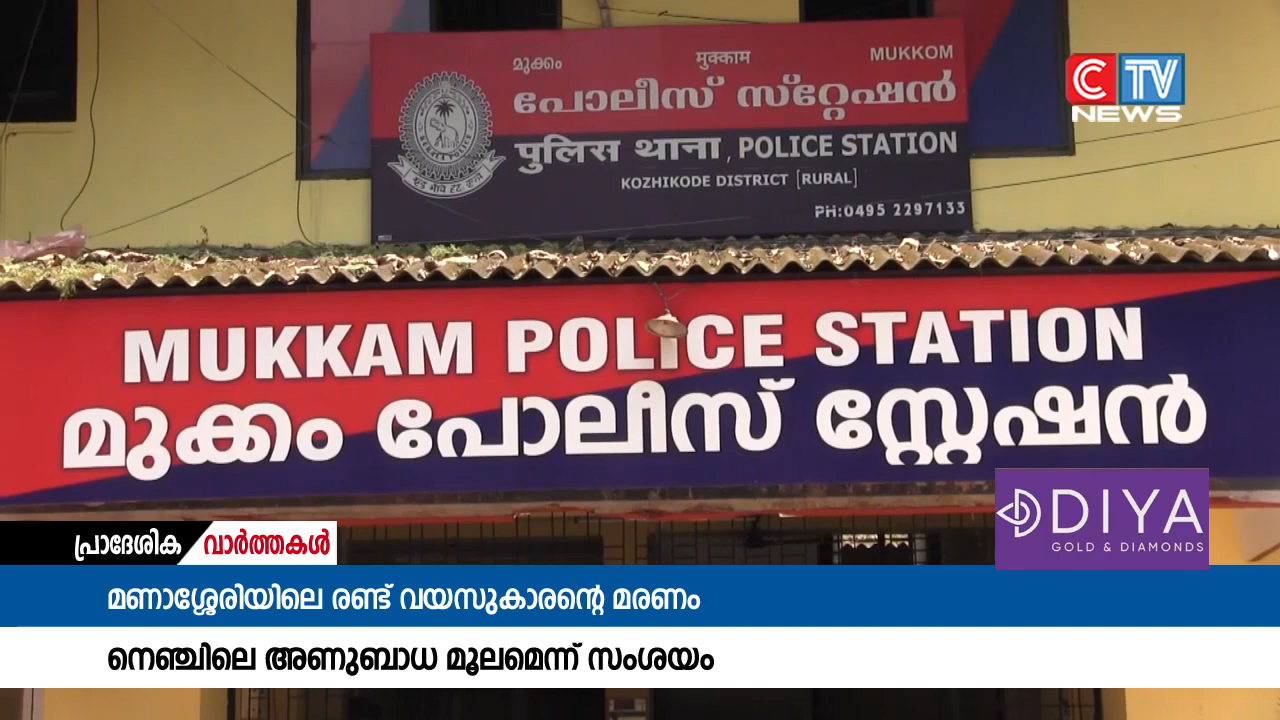 മുക്കം मुक्काम MUKKOM
പോലീസ് സ്റ്റേഷൻ
पुलिस थाना, POLICE STATION
KOZHIKODE DISTRICT [RURAL]
PH:0495 2297133
CTV
NEWS
MUKKAM POLICE STATION
മുക്കം പോലീസ് സ്റ്റേഷൻ
DIYA
GOLD & DIAMONDS
പ്രാദേശിക വാർത്തകൾ
മണാശ്ശേരിയിലെ രണ്ട് വയസുകാരന്റെ മരണം
നെഞ്ചിലെ അണുബാധ മൂലമെന്ന് സംശയം